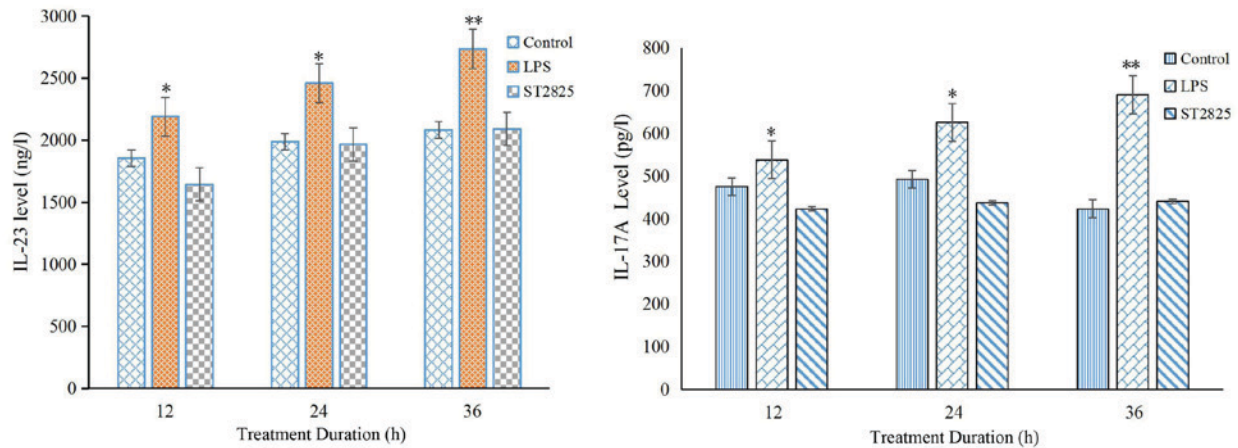 3000
2500
2000
1500
1000
500
0
IL-23 level (ng/l)
*
*
**
Control
LPS
ST2825
12 24 36
Treatment Duration (h)
800
700
600
500
400
300
200
100
0
IL-17A Level (pg/l)
*
*
**
Control
LPS
ST2825
12 24 36
Treatment Duration (h)